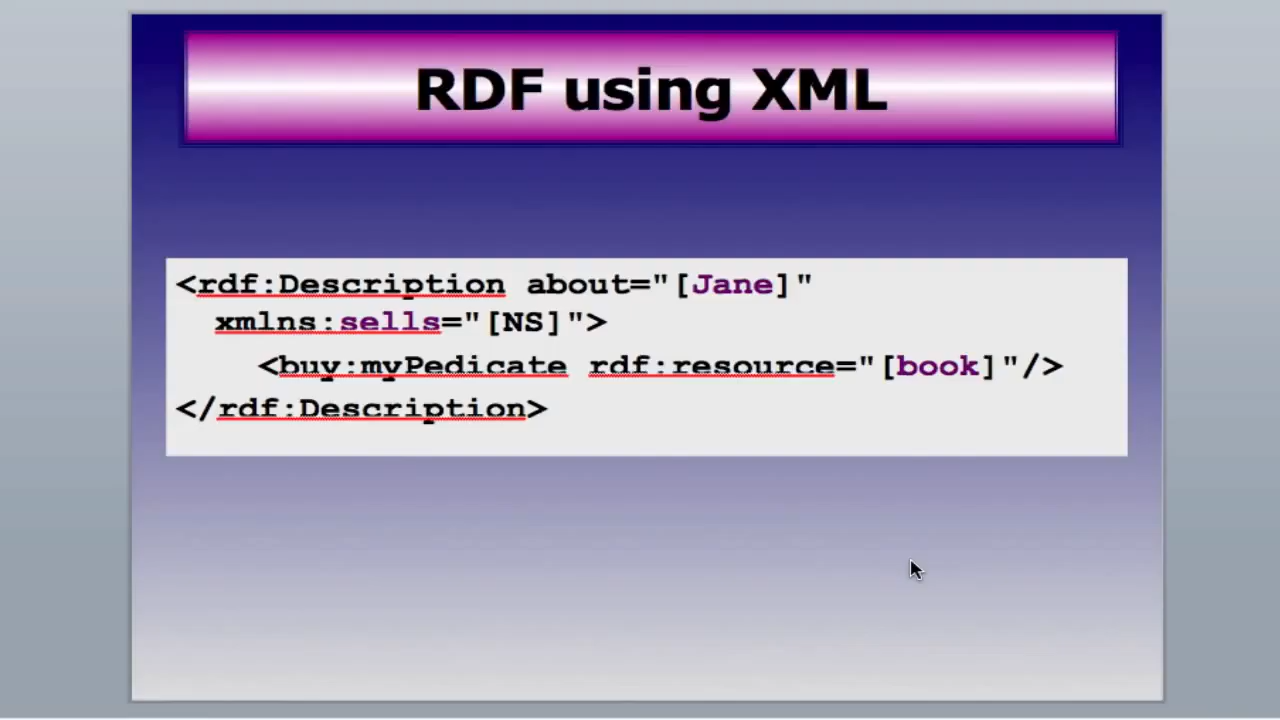 RDF using XML
<rdf:Description about="[Jane]"
xmlns:sells="[NS]">
<buy:myPedicate rdf:resource="[book]"/>
</rdf:Description>